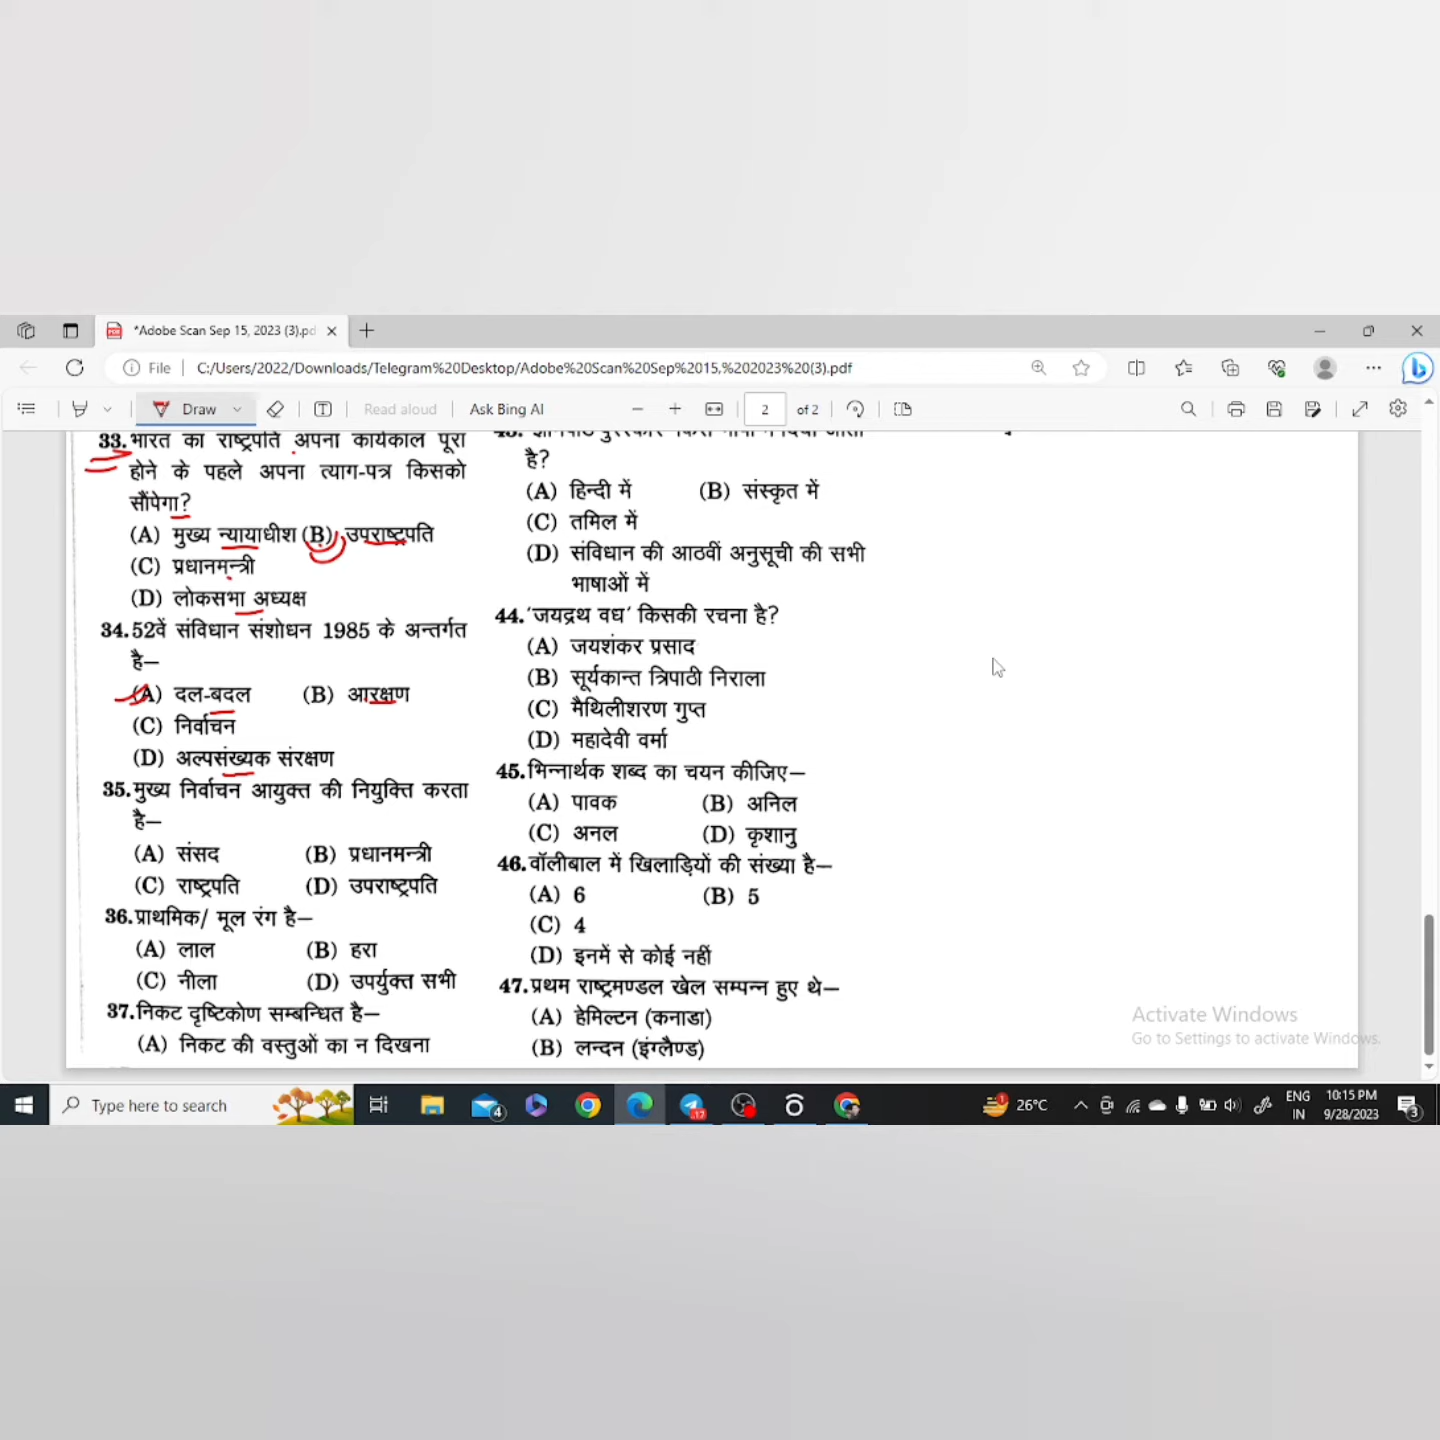 *Adobe Scan Sep 15, 2023 (3).pd
File
C:/Users/2022/Downloads/Telegram%20Desktop/Adobe%20Scan%20Sep%2015,%202023%20(3).pdf
Draw
Read aloud
Ask Bing AI
2
of 2
33. भारत का राष्ट्रपति अपना कार्यकाल पूरा
होने के पहले अपना त्याग-पत्र किसको
सौंपेगा?
(A) मुख्य न्यायाधीश (B) उपराष्ट्रपति
(C) प्रधानमन्त्री
(D) लोकसभा अध्यक्ष
34. 52वें संविधान संशोधन 1985 के अन्तर्गत
है—
(A) दल-बदल (B) आरक्षण
(C) निर्वाचन
(D) अल्पसंख्यक संरक्षण
35. मुख्य निर्वाचन आयुक्त की नियुक्ति करता
है—
(A) संसद (B) प्रधानमन्त्री
(C) राष्ट्रपति (D) उपराष्ट्रपति
36. प्राथमिक/ मूल रंग है—
(A) लाल (B) हरा
(C) नीला (D) उपर्युक्त सभी
37. निकट दृष्टिकोण सम्बन्धित है—
(A) निकट की वस्तुओं का न दिखना
है?
(A) हिन्दी में (B) संस्कृत में
(C) तमिल में
(D) संविधान की आठवीं अनुसूची की सभी
भाषाओं में
44. 'जयद्रथ वध' किसकी रचना है?
(A) जयशंकर प्रसाद
(B) सूर्यकान्त त्रिपाठी निराला
(C) मैथिलीशरण गुप्त
(D) महादेवी वर्मा
45. भिन्नार्थक शब्द का चयन कीजिए—
(A) पावक (B) अनिल
(C) अनल (D) कृशानु
46. वॉलीबाल में खिलाड़ियों की संख्या है—
(A) 6 (B) 5
(C) 4
(D) इनमें से कोई नहीं
47. प्रथम राष्ट्रमण्डल खेल सम्पन्न हुए थे—
(A) हेमिल्टन (कनाडा)
(B) लन्दन (इंग्लैण्ड)
Activate Windows
Go to Settings to activate Windows.
Type here to search
4
17
1
26°C
ENG
IN
10:15 PM
9/28/2023
3